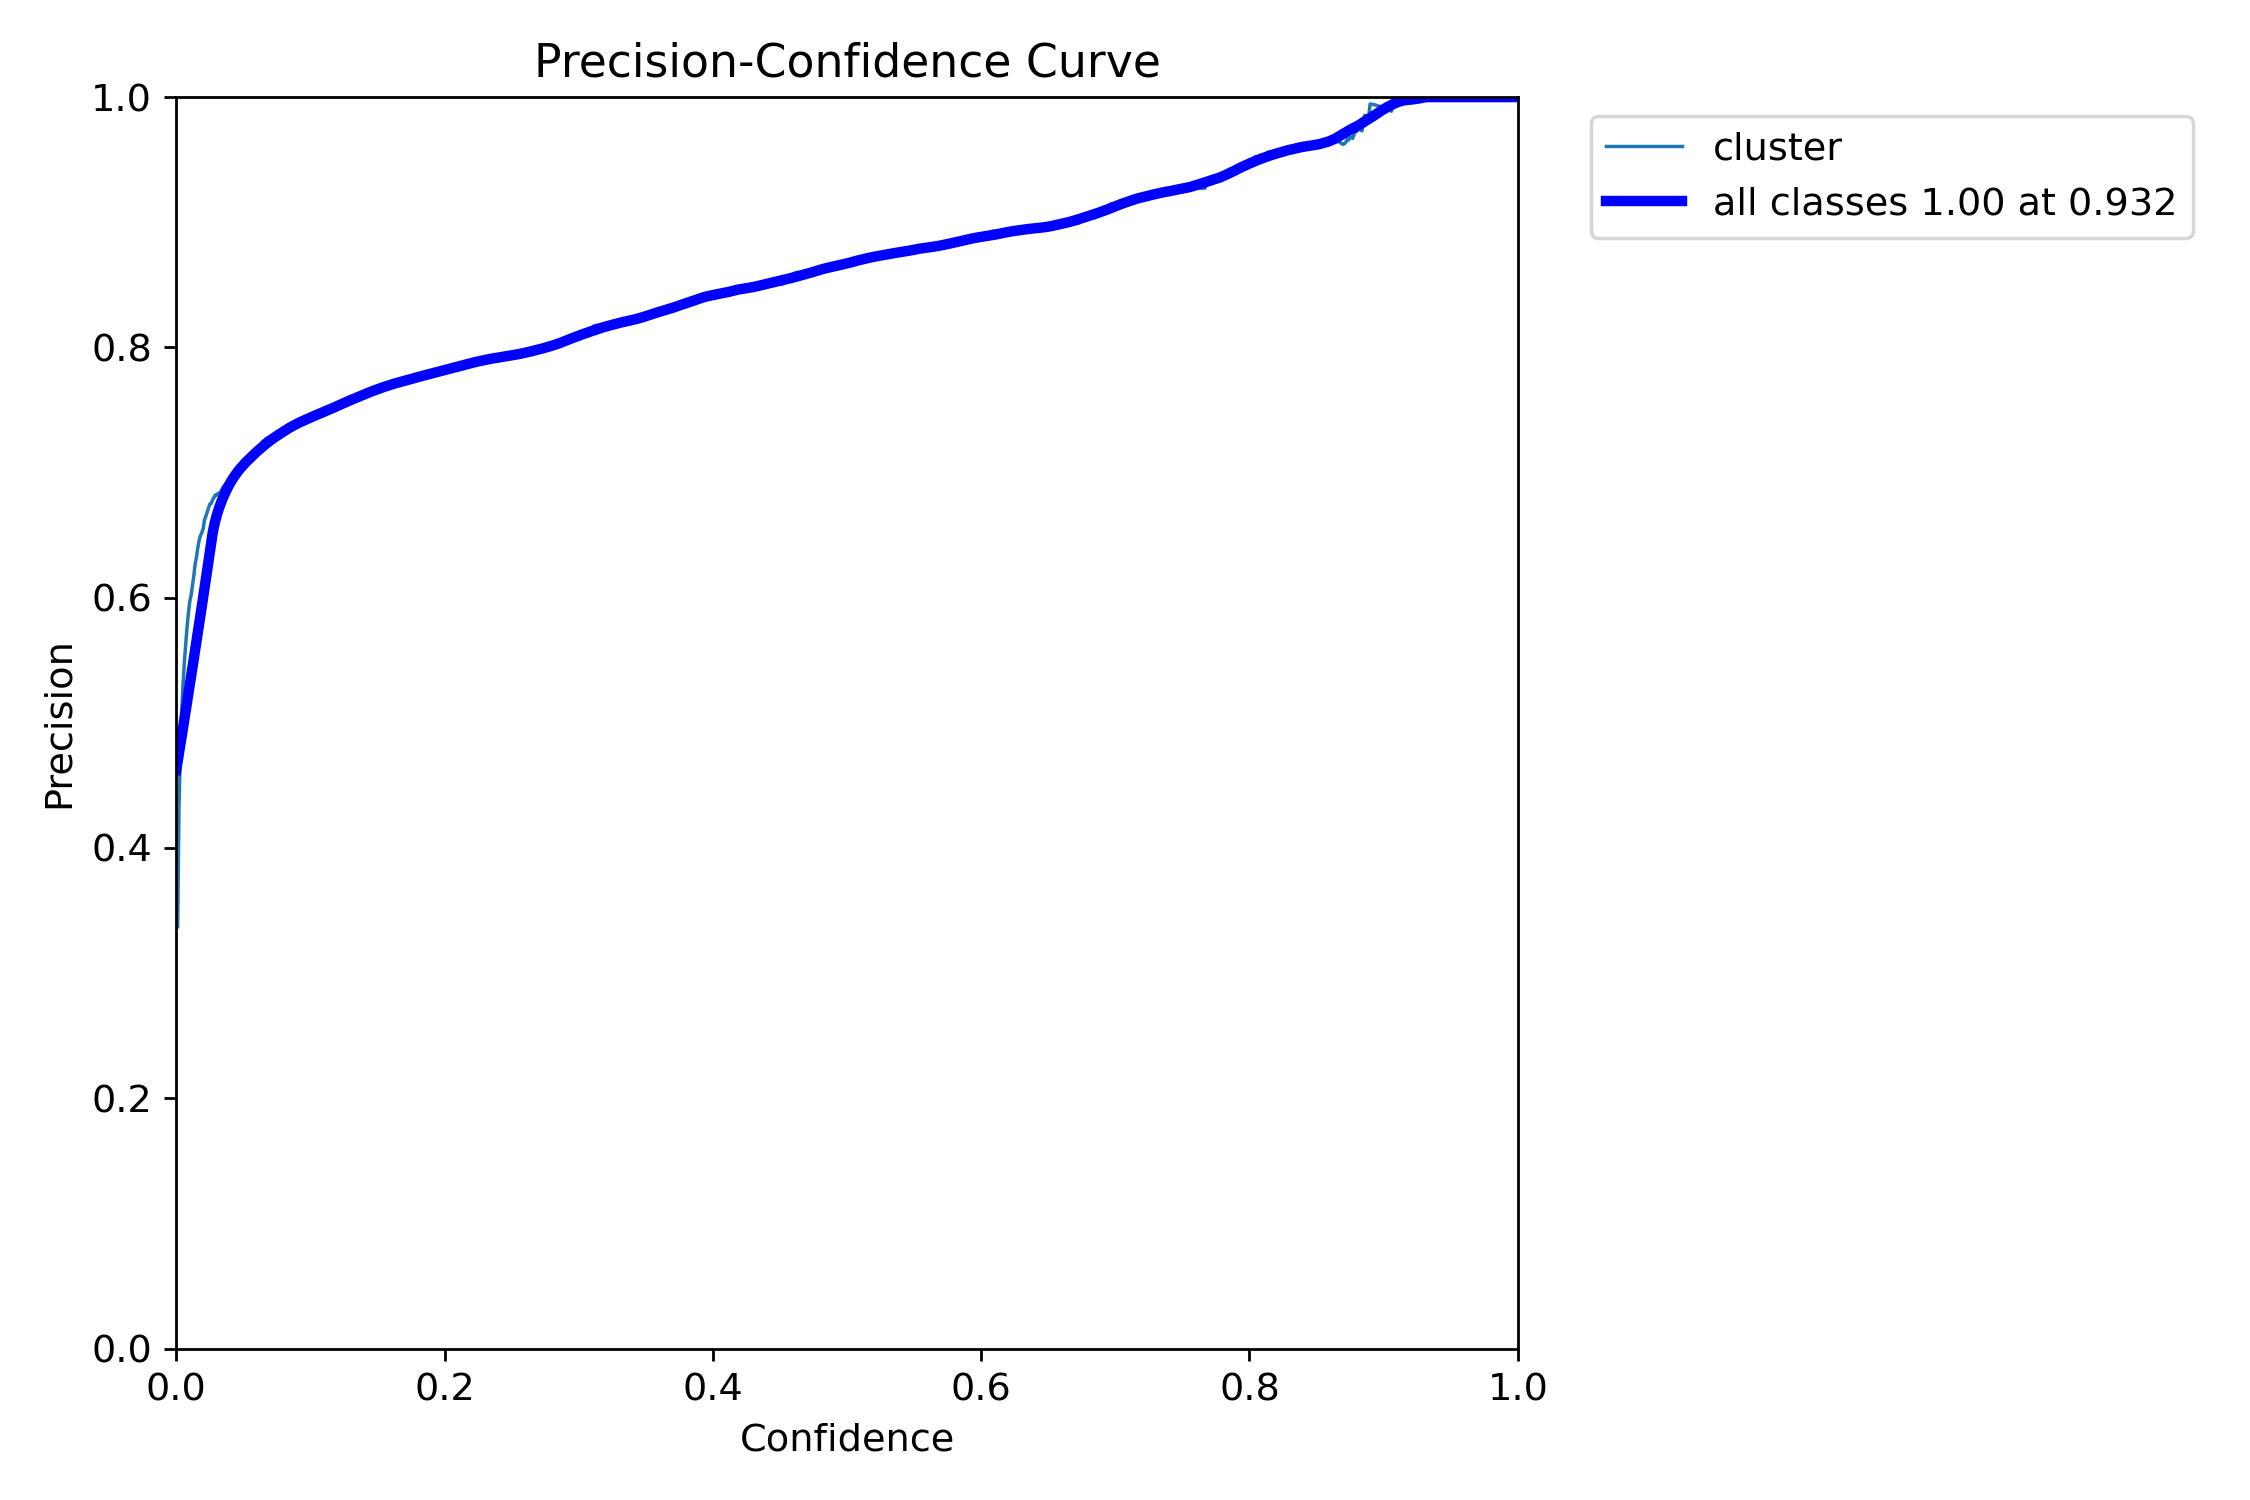 Precision-Confidence Curve
1.0
0.8
0.6
0.4
0.2
0.0
Precision
0.0 0.2 0.4 0.6 0.8 1.0
Confidence
cluster
all classes 1.00 at 0.932